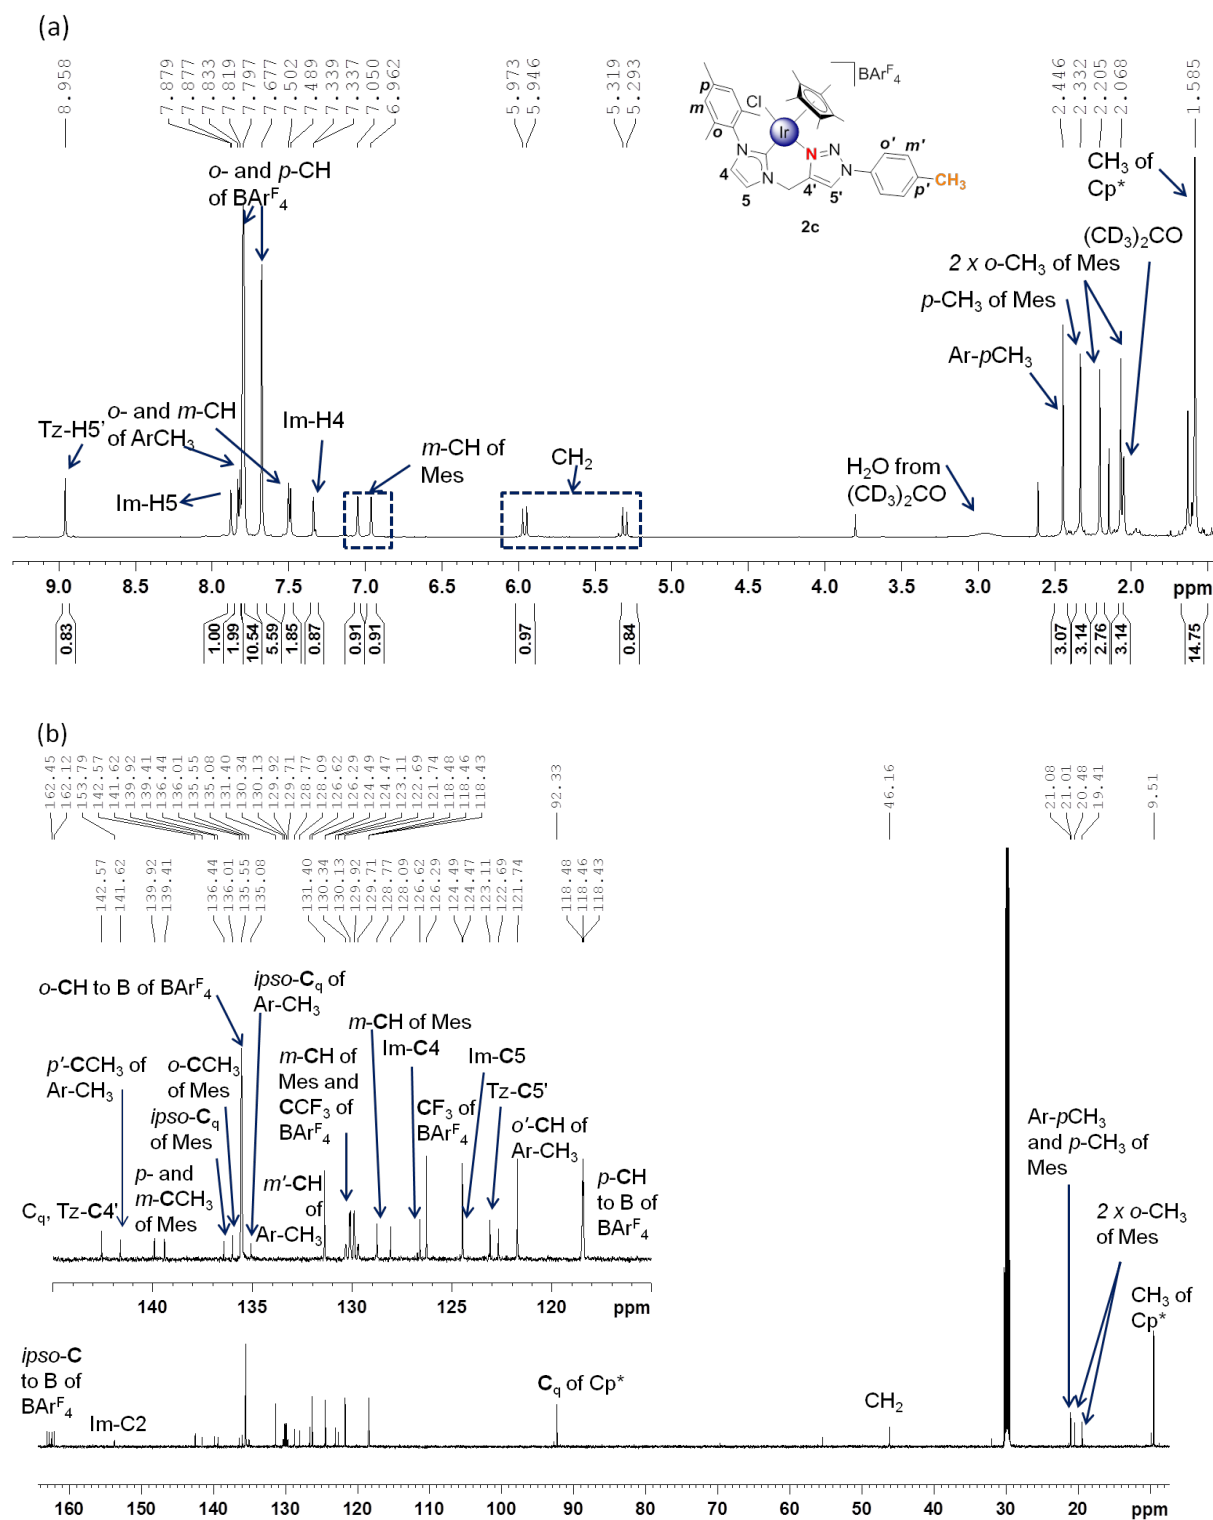 (a)
8.958
7.879
7.877
7.833
7.819
7.797
7.677
7.502
7.489
7.339
7.337
7.050
6.962
5.973
5.946
5.319
5.293
2.446
2.332
2.205
2.068
1.585
BArF4
p
m
o
Cl
Ir
N
N
4
5
N
N
N
4'
5'
o'
m'
p'
CH3
2c
o- and p-CH
of BArF4
CH3 of
Cp*
(CD3)2CO
2 x o-CH3 of Mes
p-CH3 of Mes
Ar-pCH3
Tz-H5'
o- and m-CH
of ArCH3
Im-H4
Im-H5
m-CH of
Mes
CH2
H2O from
(CD3)2CO
9.0 8.0 7.5 7.0 6.5 6.0 5.5 5.0 4.5 4.0 3.5 3.0 2.5 2.0 ppm
0.83 1.00 1.99 10.54 5.59 1.85 0.87 0.91 0.91 0.97 0.84 3.07 3.14 2.76 3.14 14.75
(b)
162.45
162.12
153.79
142.57
141.62
139.92
139.41
136.44
136.01
135.55
135.08
131.40
130.34
130.13
129.92
129.71
128.77
128.09
126.62
126.29
124.49
124.47
123.11
122.69
121.74
118.48
118.46
118.43
92.33
46.16
21.08
21.01
20.48
19.41
9.51
142.57
141.62
139.92
139.41
136.44
136.01
135.55
135.08
131.40
130.34
130.13
129.92
129.71
128.77
128.09
126.62
126.29
124.49
124.47
123.11
122.69
121.74
118.48
118.46
118.43
o-CH to B of BArF4
ipso-Cq of
Ar-CH3
p'-CCH3 of
Ar-CH3
o-CCH3
of Mes
ipso-Cq
of Mes
p- and
m-CCH3
of Mes
Cq, Tz-C4'
m-CH of
Mes and
CCF3 of
BArF4
m'-CH
of
Ar-CH3
m-CH of Mes
Im-C4
CF3 of
BArF4
Im-C5
Tz-C5'
o'-CH of
Ar-CH3
p-CH
to B of
BArF4
140 135 130 125 120 ppm
Ar-pCH3
and p-CH3 of
Mes
2 x o-CH3
of Mes
CH3 of
Cp*
ipso-C
to B of
BArF4
Im-C2
Cq of Cp*
CH2
160 150 140 130 120 110 100 90 80 70 60 50 40 30 20 ppm